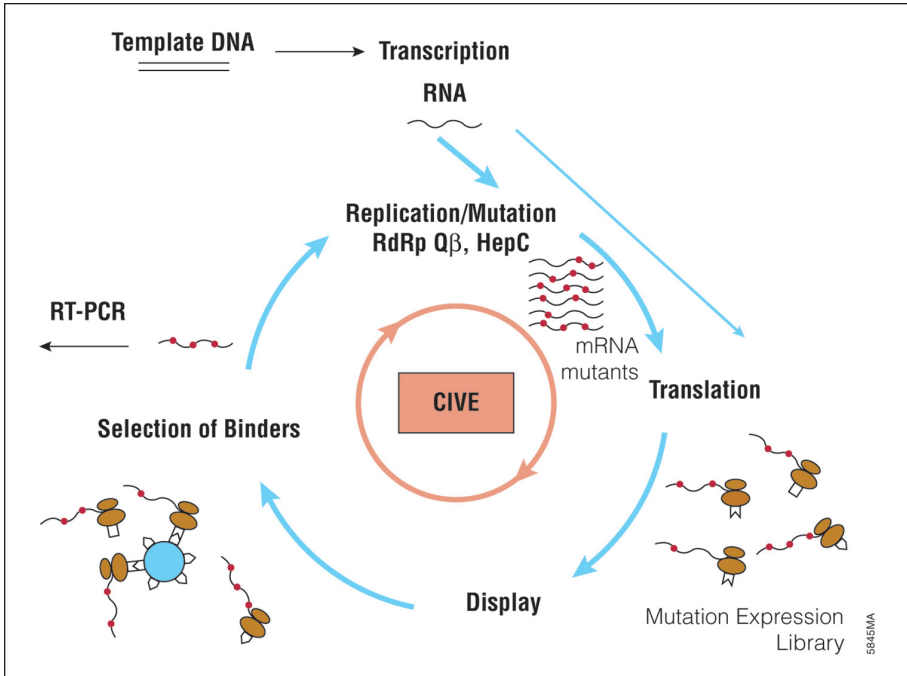 Template DNA
Transcription
RNA
Replication/Mutation
RdRp Qβ, HepC
RT-PCR
mRNA
mutants
CIVE
Translation
Selection of Binders
Display
Mutation Expression
Library
5845MA